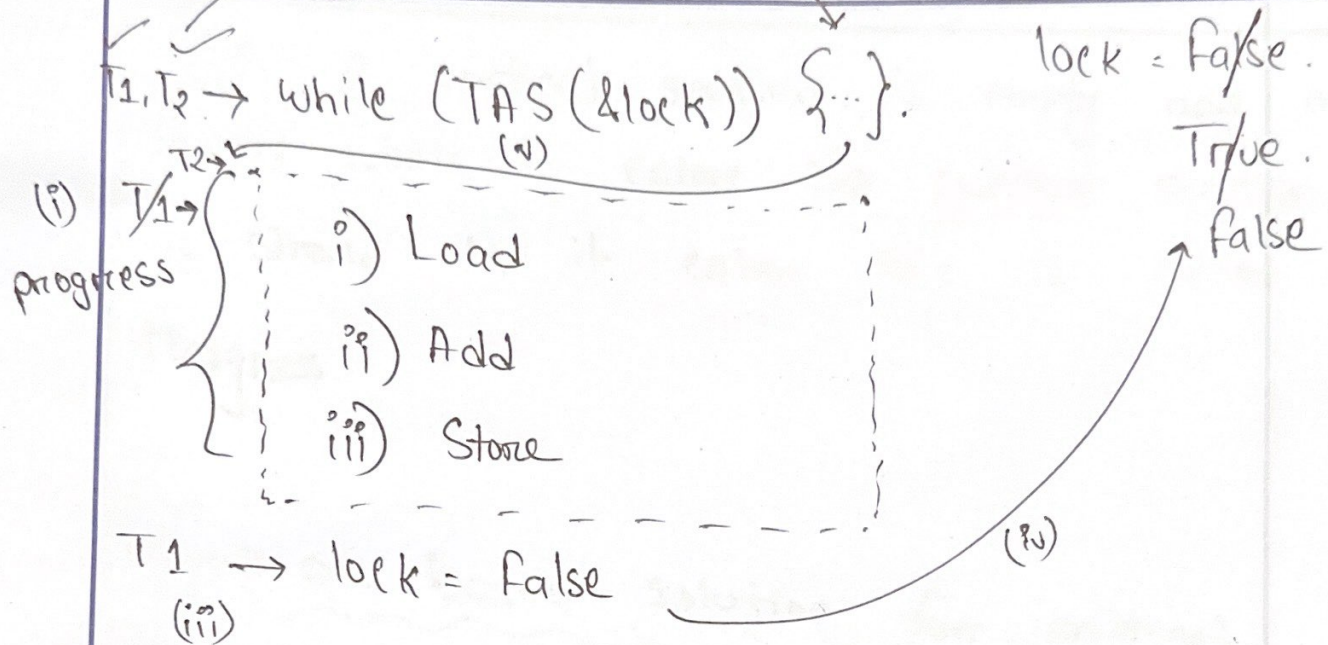 T1, T2 → while (TAS (&lock)) {...}.
lock = False.
True.
False
(v)
T2→
(i) T1→
progress
i) Load
ii) Add
iii) Store
(iv)
T1 → lock = False
(iii)